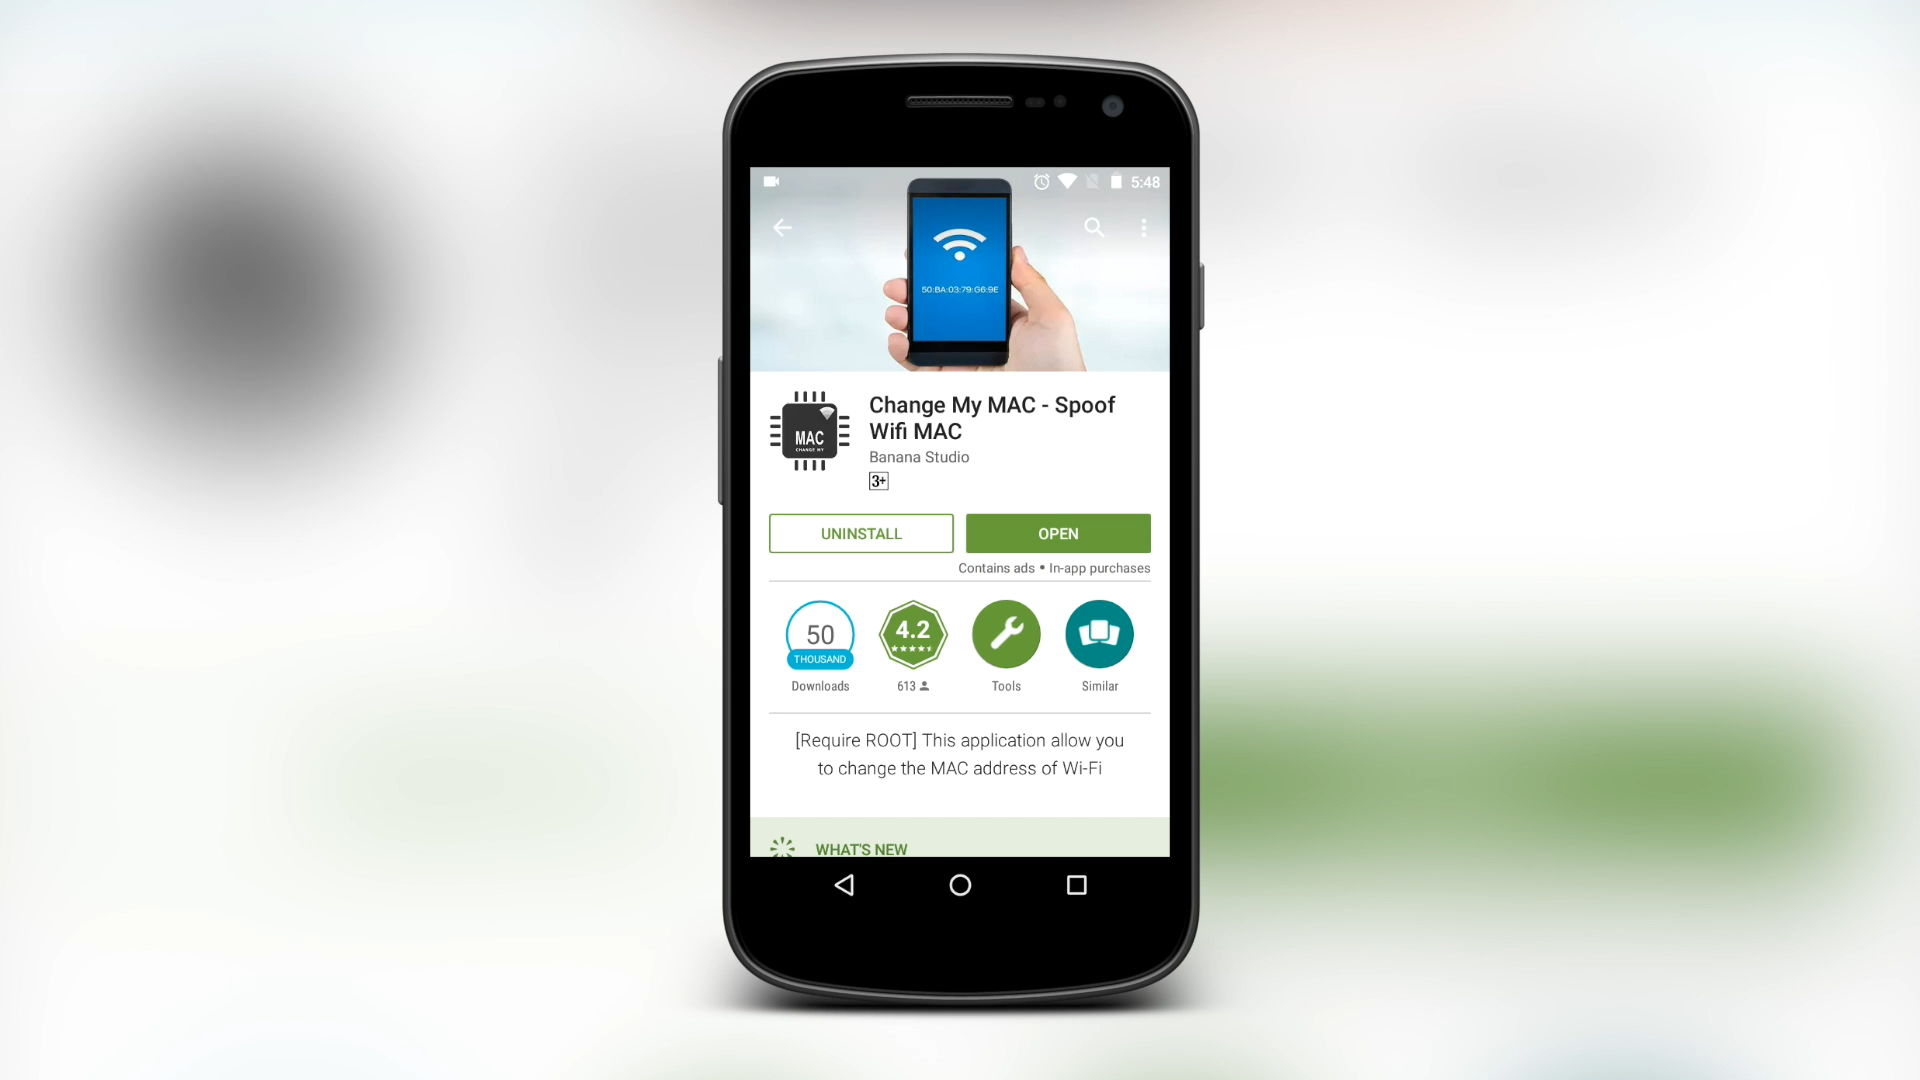 5:48
50:BA:03:79:G6:9E
MAC
CHANGE MY
Change My MAC - Spoof
Wifi MAC
Banana Studio
3+
UNINSTALL
OPEN
Contains ads • In-app purchases
50
THOUSAND
Downloads
4.2
613
Tools
Similar
[Require ROOT] This application allow you
to change the MAC address of Wi-Fi
WHAT'S NEW